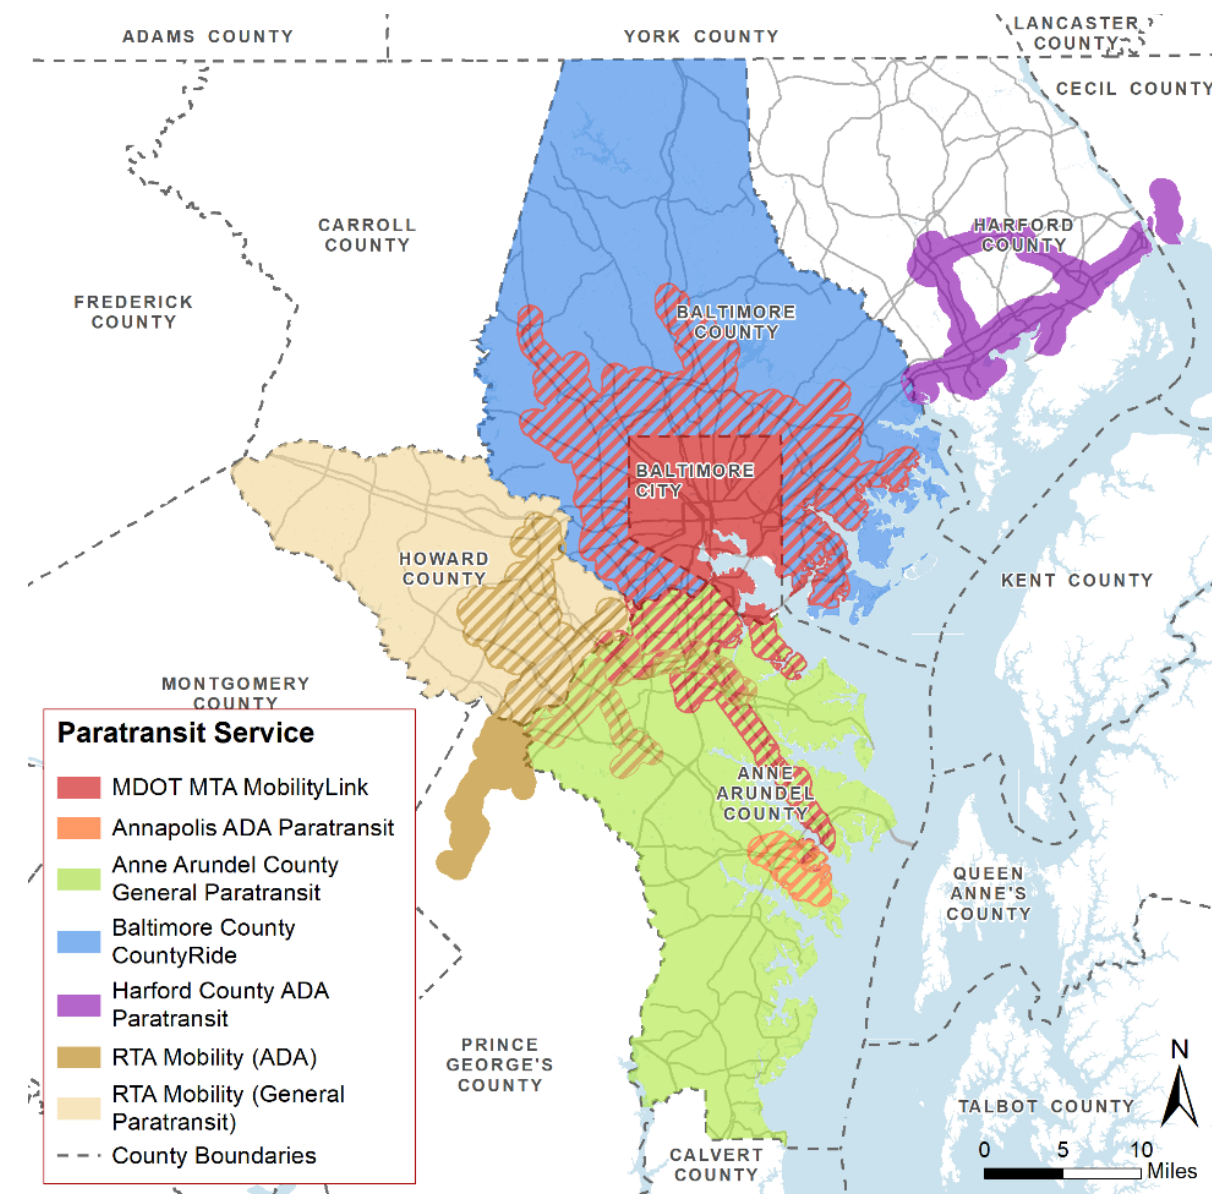 ADAMS COUNTY
YORK COUNTY
LANCASTER
COUNTY
CECIL COUNTY
CARROLL
COUNTY
HARFORD
COUNTY
FREDERICK
COUNTY
BALTIMORE
COUNTY
BALTIMORE
CITY
HOWARD
COUNTY
KENT COUNTY
MONTGOMERY
COUNTY
ANNE
ARUNDEL
COUNTY
QUEEN
ANNE'S
COUNTY
PRINCE
GEORGE'S
COUNTY
TALBOT COUNTY
CALVERT
COUNTY
Paratransit Service
MDOT MTA MobilityLink
Annapolis ADA Paratransit
Anne Arundel County
General Paratransit
Baltimore County
CountyRide
Harford County ADA
Paratransit
RTA Mobility (ADA)
RTA Mobility (General
Paratransit)
County Boundaries
N
0 5 10
Miles